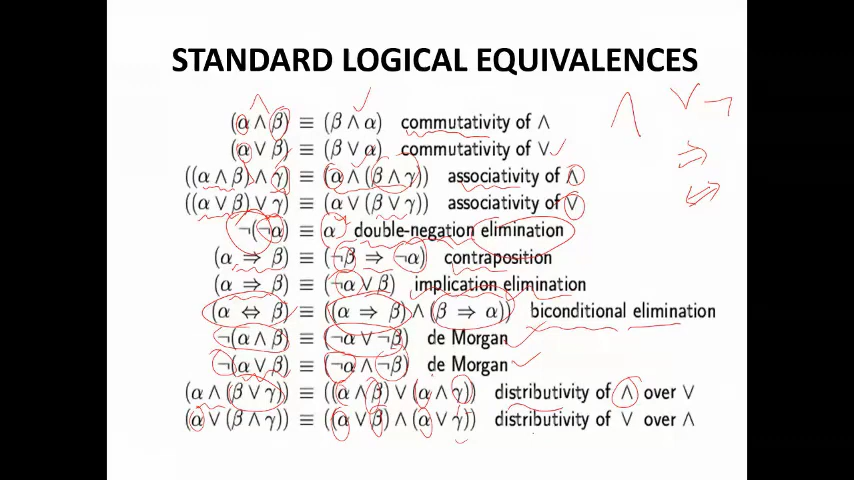 STANDARD LOGICAL EQUIVALENCES
∧ ∨ ¬
⇒
⇔
(α ∧ β) ≡ (β ∧ α) commutativity of ∧
(α ∨ β) ≡ (β ∨ α) commutativity of ∨
((α ∧ β) ∧ γ) ≡ (α ∧ (β ∧ γ)) associativity of ∧
((α ∨ β) ∨ γ) ≡ (α ∨ (β ∨ γ)) associativity of ∨
¬(¬α) ≡ α double-negation elimination
(α ⇒ β) ≡ (¬β ⇒ ¬α) contraposition
(α ⇒ β) ≡ (¬α ∨ β) implication elimination
(α ⇔ β) ≡ ((α ⇒ β) ∧ (β ⇒ α)) biconditional elimination
¬(α ∧ β) ≡ (¬α ∨ ¬β) de Morgan
¬(α ∨ β) ≡ (¬α ∧ ¬β) de Morgan
(α ∧ (β ∨ γ)) ≡ ((α ∧ β) ∨ (α ∧ γ)) distributivity of ∧ over ∨
(α ∨ (β ∧ γ)) ≡ ((α ∨ β) ∧ (α ∨ γ)) distributivity of ∨ over ∧